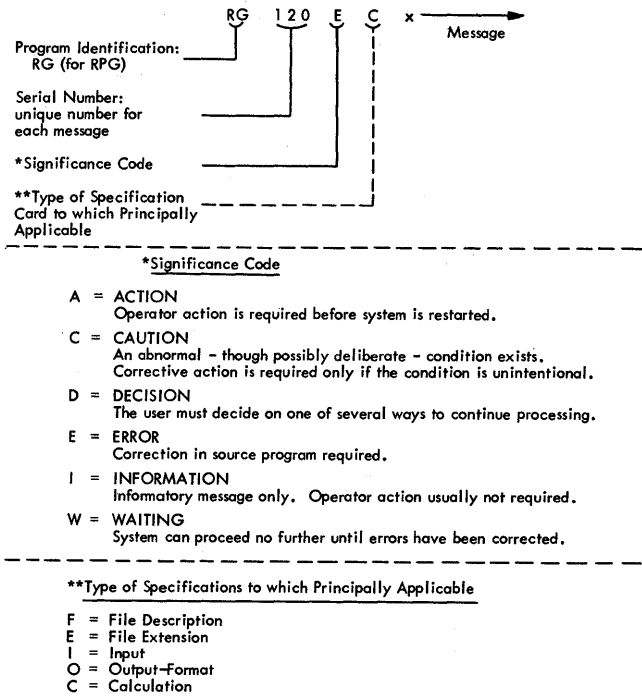 RG 120 E C x
Message
Program Identification:
RG (for RPG)
Serial Number:
unique number for
each message
*Significance Code
**Type of Specification
Card to which Principally
Applicable
*Significance Code
A = ACTION
Operator action is required before system is restarted.
C = CAUTION
An abnormal - though possibly deliberate - condition exists.
Corrective action is required only if the condition is unintentional.
D = DECISION
The user must decide on one of several ways to continue processing.
E = ERROR
Correction in source program required.
I = INFORMATION
Informatory message only. Operator action usually not required.
W = WAITING
System can proceed no further until errors have been corrected.
**Type of Specifications to which Principally Applicable
F = File Description
E = File Extension
I = Input
O = Output-Format
C = Calculation